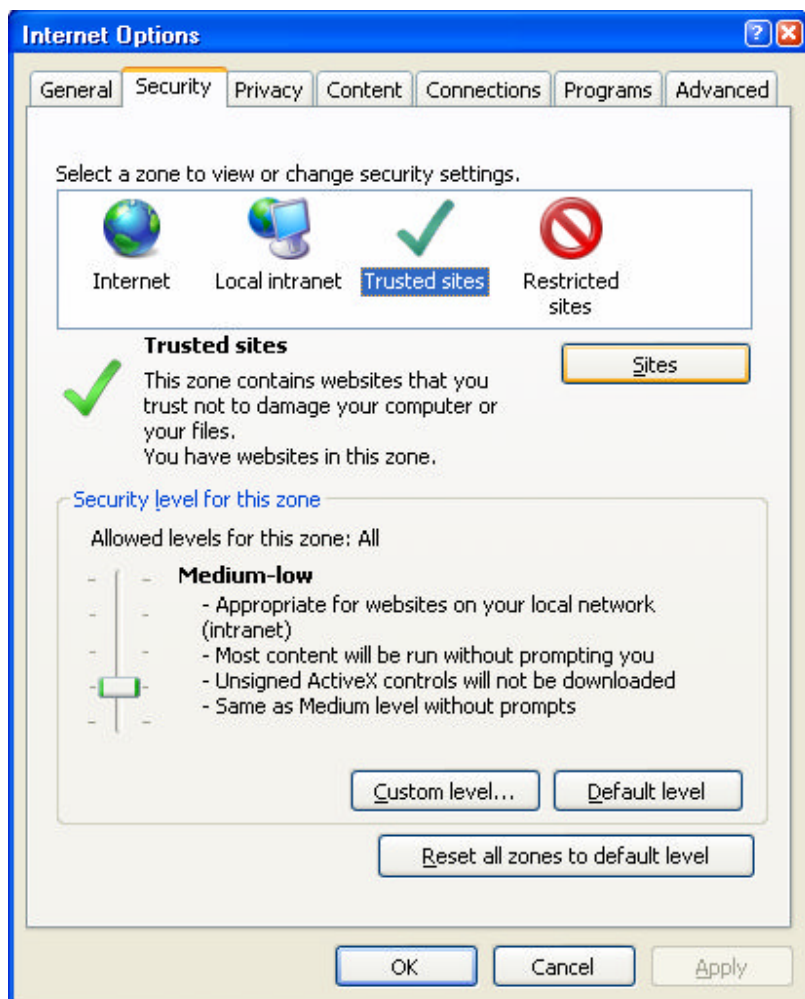 Internet Options
General Security Privacy Content Connections Programs Advanced
Select a zone to view or change security settings.
Internet Local intranet Trusted sites Restricted
sites
Trusted sites
Sites
This zone contains websites that you
trust not to damage your computer or
your files.
You have websites in this zone.
Security level for this zone
Allowed levels for this zone: All
Medium-low
- Appropriate for websites on your local network
(intranet)
- Most content will be run without prompting you
- Unsigned ActiveX controls will not be downloaded
- Same as Medium level without prompts
Custom level... Default level
Reset all zones to default level
OK Cancel Apply